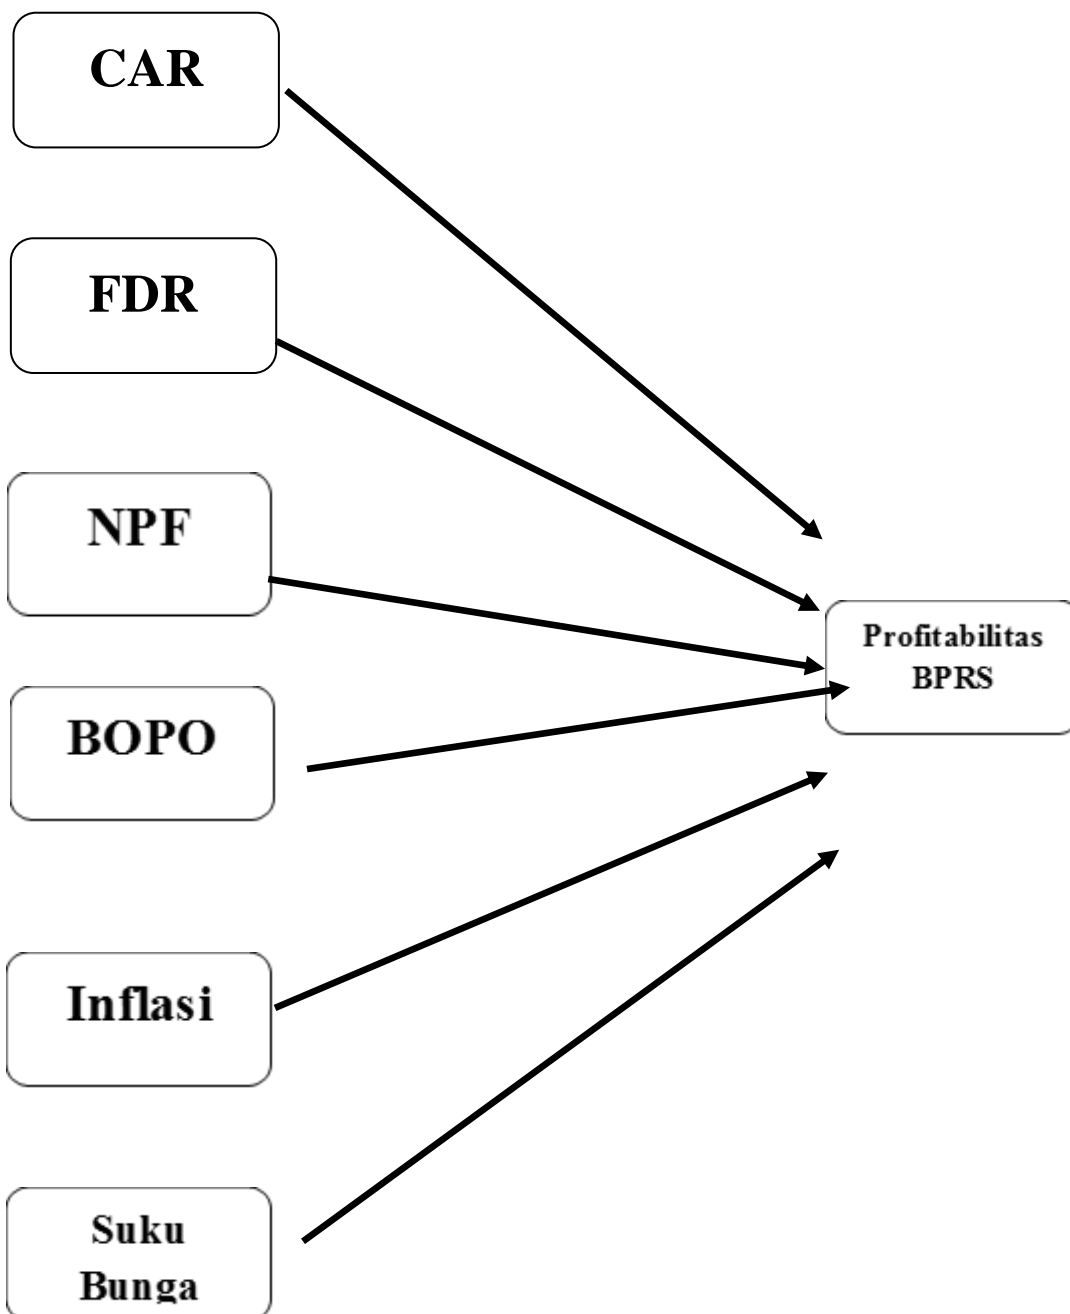 CAR
FDR
NPF
Profitabilitas
BPRS
BOPO
Inflasi
Suku
Bunga